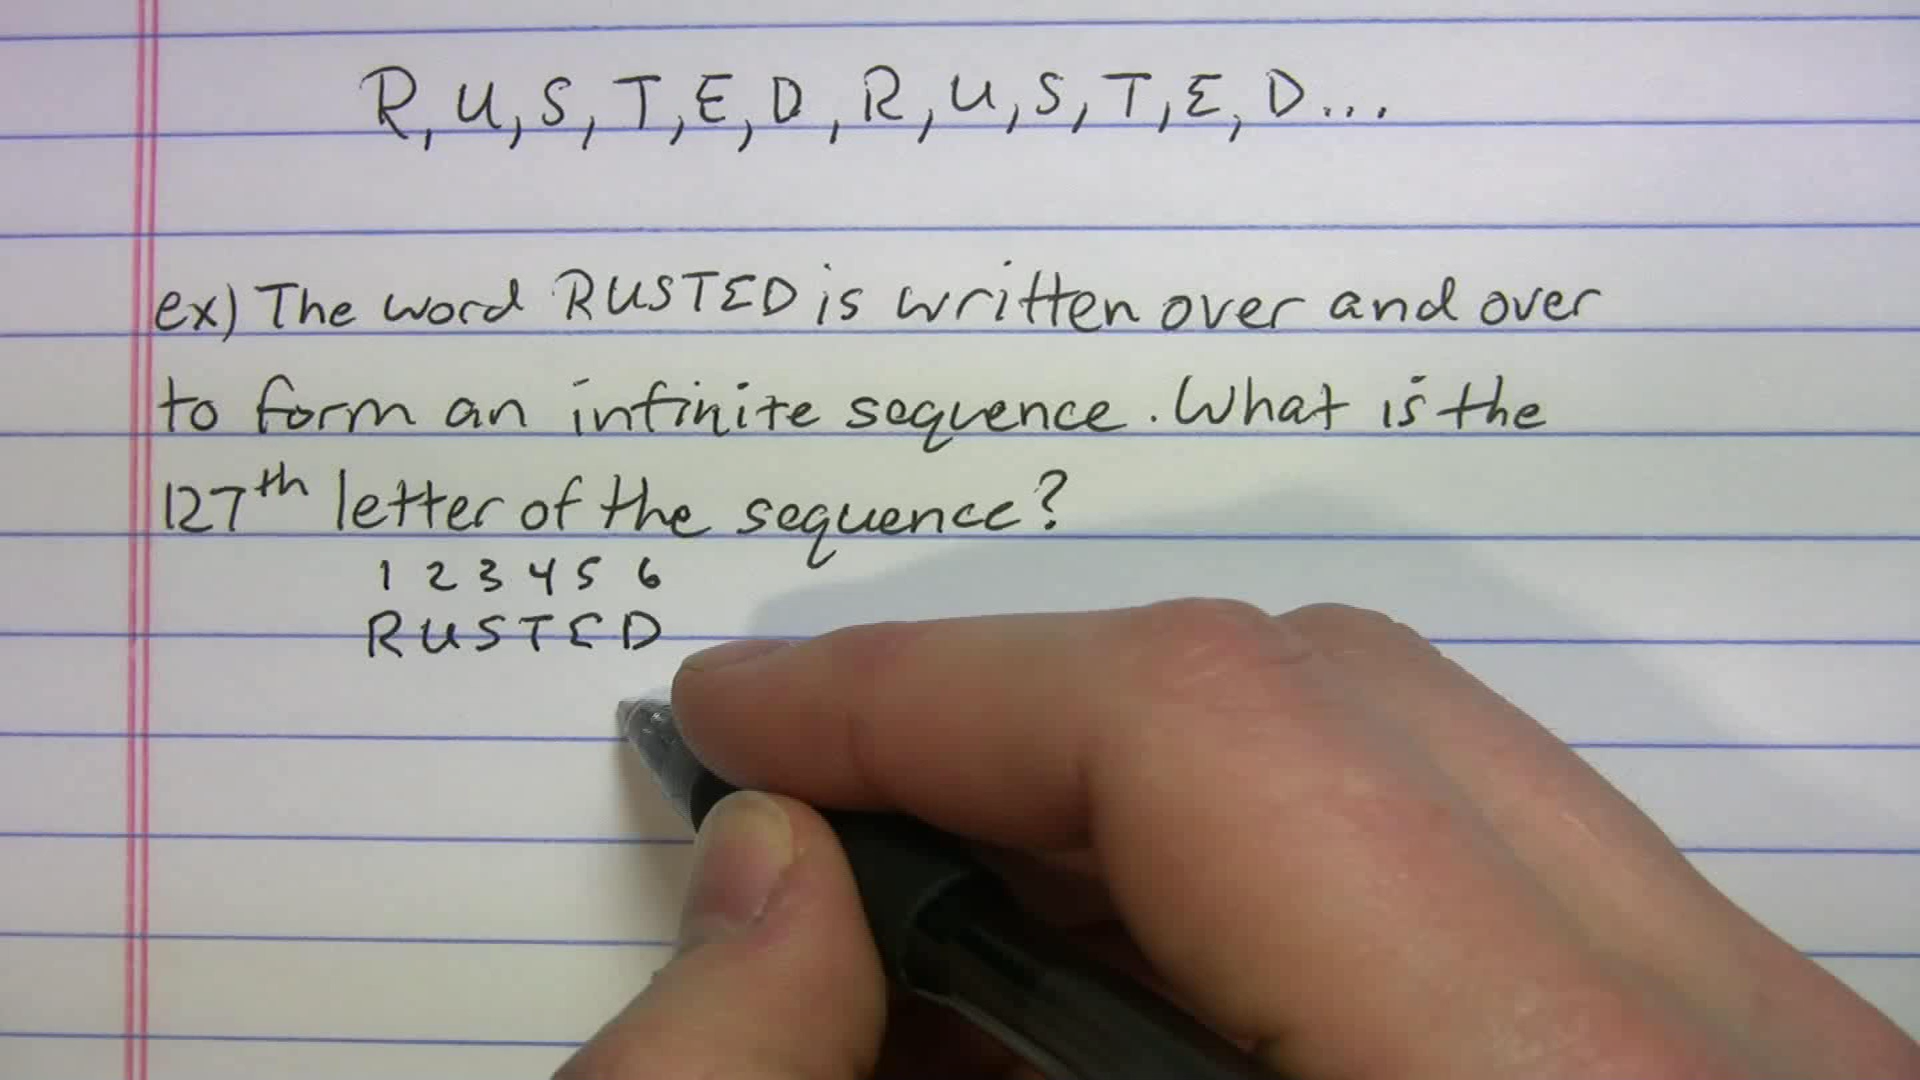 R, U, S, T, E, D, R, U, S, T, E, D...
ex) The word RUSTED is written over and over
to form an infinite sequence. What is the
127th letter of the sequence?
1 2 3 4 5 6
R U S T E D